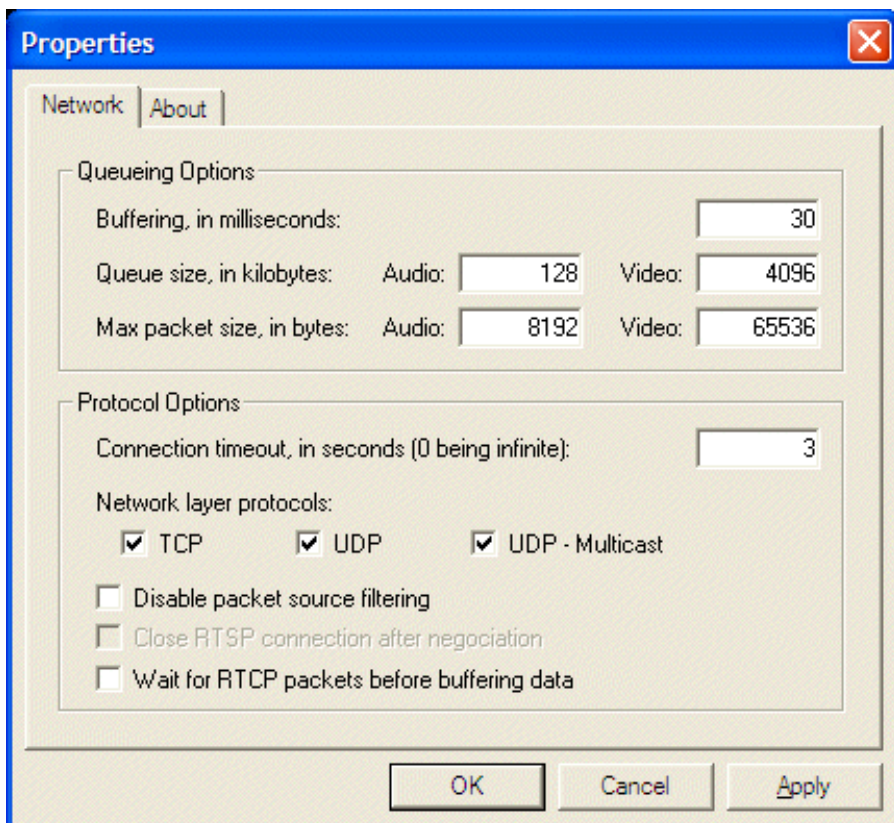 Properties
Network About
Queueing Options
Buffering, in milliseconds: 30
Queue size, in kilobytes: Audio: 128 Video: 4096
Max packet size, in bytes: Audio: 8192 Video: 65536
Protocol Options
Connection timeout, in seconds (0 being infinite): 3
Network layer protocols:
TCP UDP UDP - Multicast
Disable packet source filtering
Close RTSP connection after negociation
Wait for RTCP packets before buffering data
OK Cancel Apply